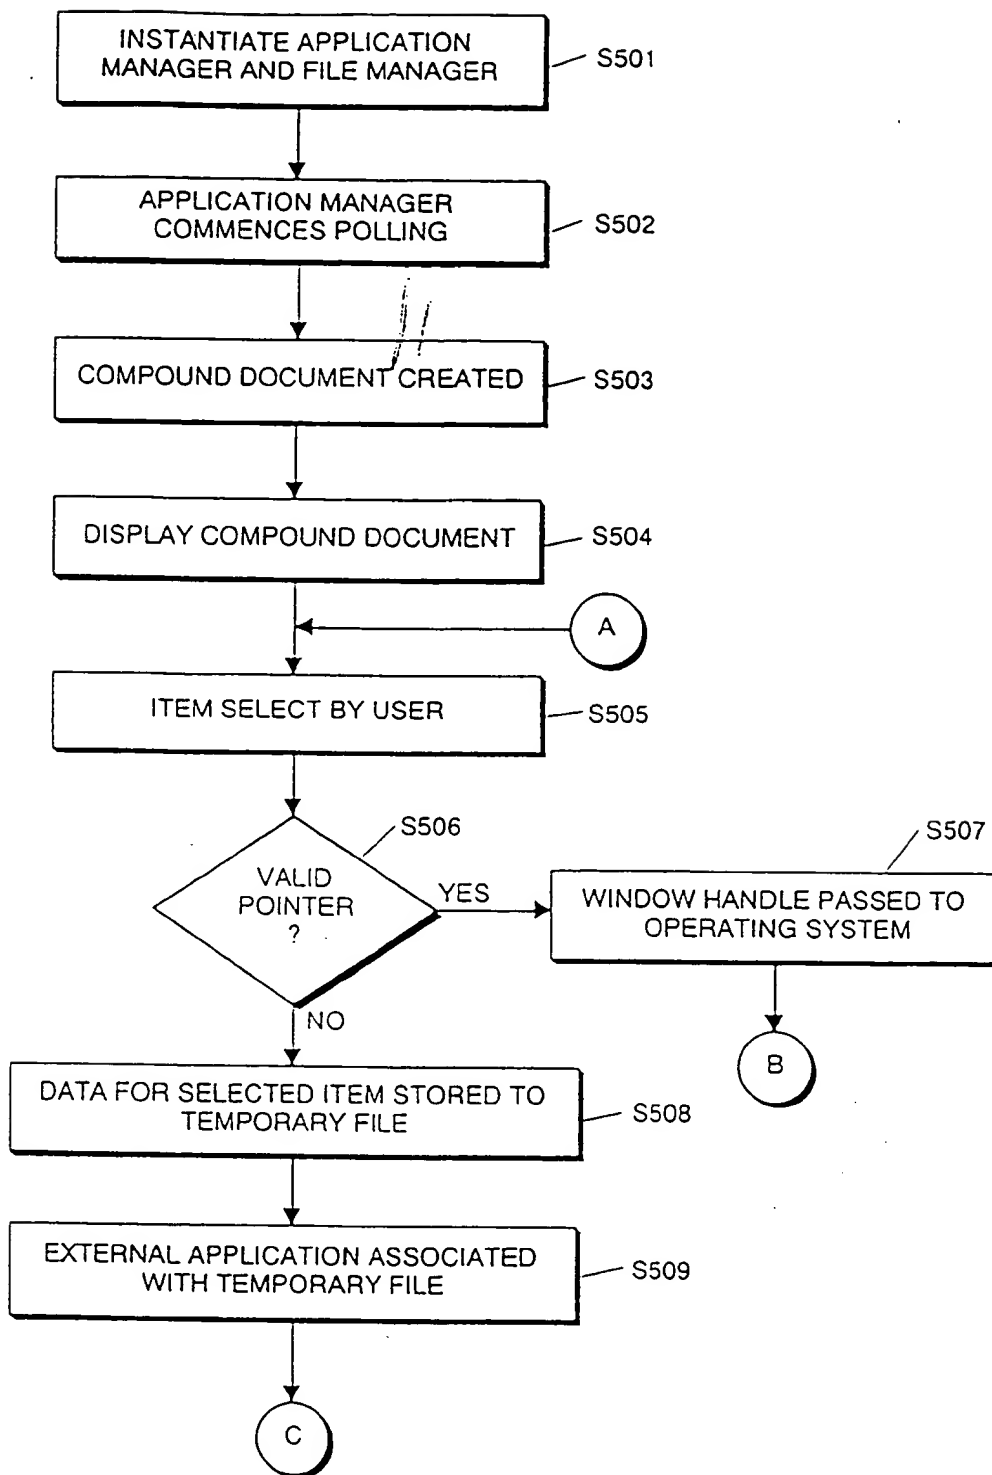 INSTANTIATE APPLICATION
MANAGER AND FILE MANAGER
S501
APPLICATION MANAGER
COMMENCES POLLING
S502
COMPOUND DOCUMENT CREATED
S503
DISPLAY COMPOUND DOCUMENT
S504
A
ITEM SELECT BY USER
S505
S506
VALID
POINTER
?
YES
S507
WINDOW HANDLE PASSED TO
OPERATING SYSTEM
B
NO
DATA FOR SELECTED ITEM STORED TO
TEMPORARY FILE
S508
EXTERNAL APPLICATION ASSOCIATED
WITH TEMPORARY FILE
S509
C